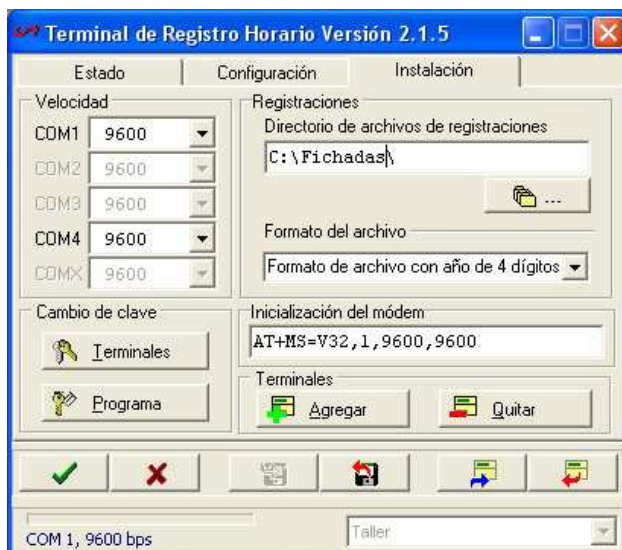 Terminal de Registro Horario Versión 2.1.5
Estado
Configuración
Instalación
Velocidad
COM1 9600
COM2 9600
COM3 9600
COM4 9600
COMX 9600
Registraciones
Directorio de archivos de registraciones
C:\Fichadas\
...
Formato del archivo
Formato de archivo con año de 4 dígitos
Cambio de clave
Terminales
Programa
Inicialización del módem
AT+MS=V32,1,9600,9600
Terminales
Agregar
Quitar
COM 1, 9600 bps
Taller